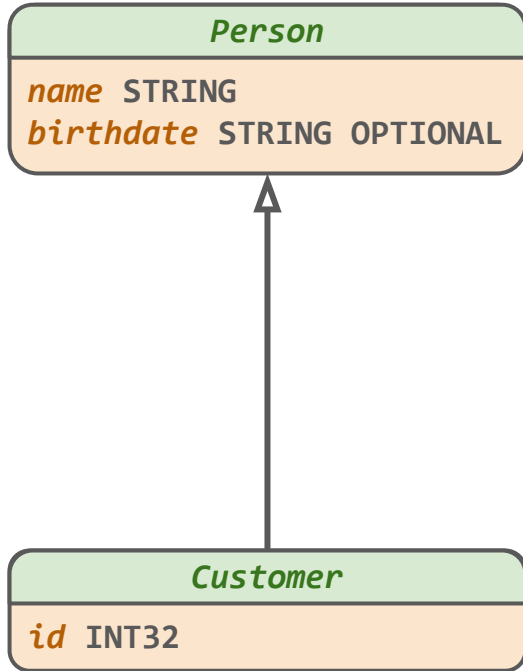 Person
name STRING
birthdate STRING OPTIONAL
Customer
id INT32